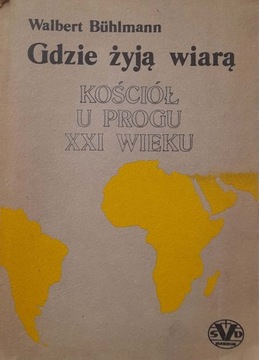 Walbert Bühlmann
Gdzie żyją wiarą
KOŚCIÓŁ
U PROGU
XXI WIEKU
SVD